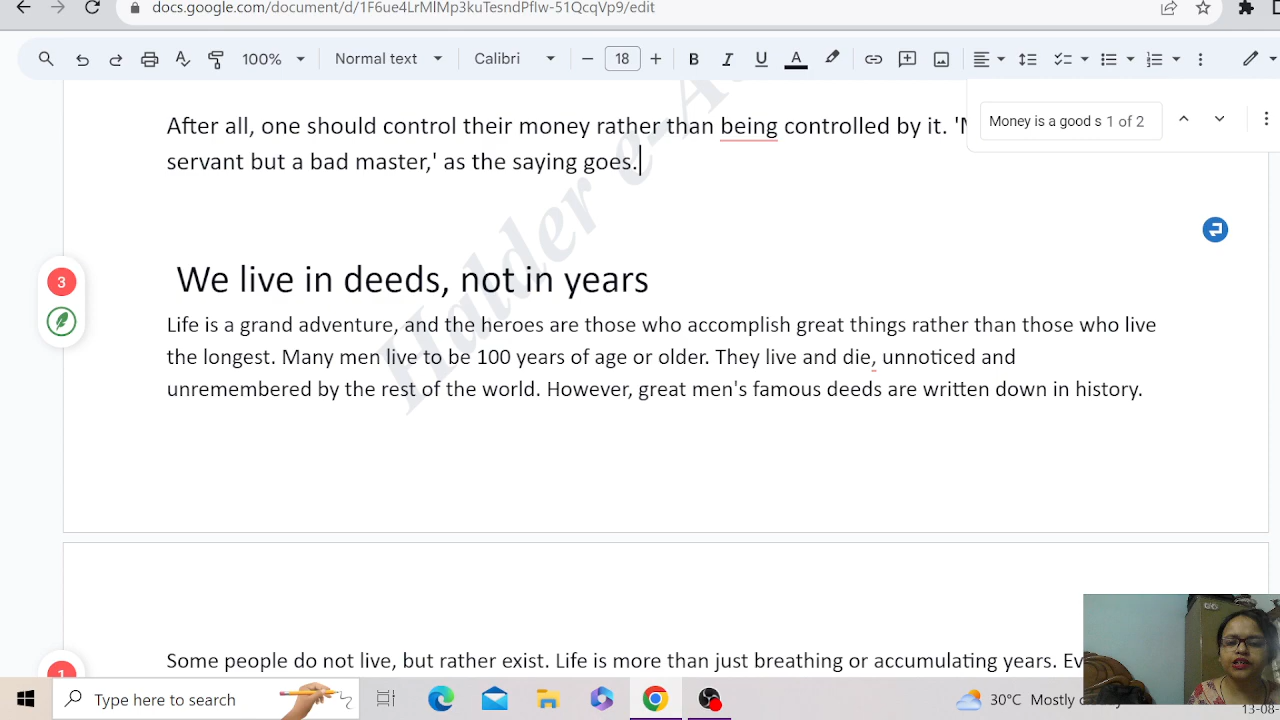 docs.google.com/document/d/1F6ue4LrMlMp3kuTesndPflw-51QcqVp9/edit
100% Normal text Calibri 18 B I U A
After all, one should control their money rather than being controlled by it.
Money is a good s 1 of 2
servant but a bad master,' as the saying goes.
Halder e-A
We live in deeds, not in years
3
Life is a grand adventure, and the heroes are those who accomplish great things rather than those who live
the longest. Many men live to be 100 years of age or older. They live and die, unnoticed and
unremembered by the rest of the world. However, great men's famous deeds are written down in history.
Some people do not live, but rather exist. Life is more than just breathing or accumulating years.
1
Type here to search
30°C Mostly
13-08-